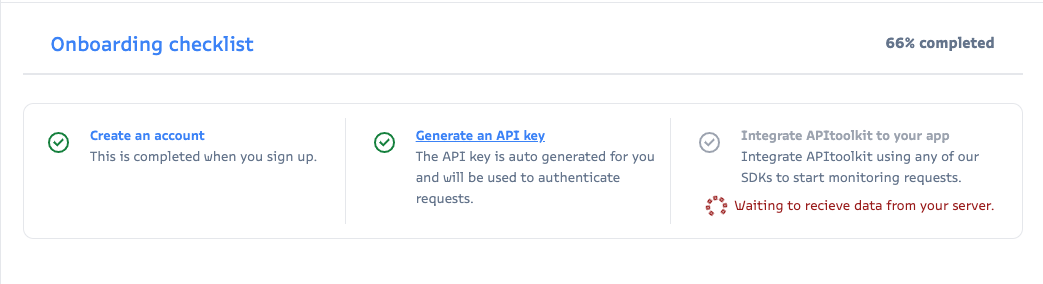 Onboarding checklist
66% completed
Create an account
This is completed when you sign up.
Generate an API key
The API key is auto generated for you
and will be used to authenticate
requests.
Integrate APItoolkit to your app
Integrate APItoolkit using any of our
SDKs to start monitoring requests.
Waiting to recieve data from your server.